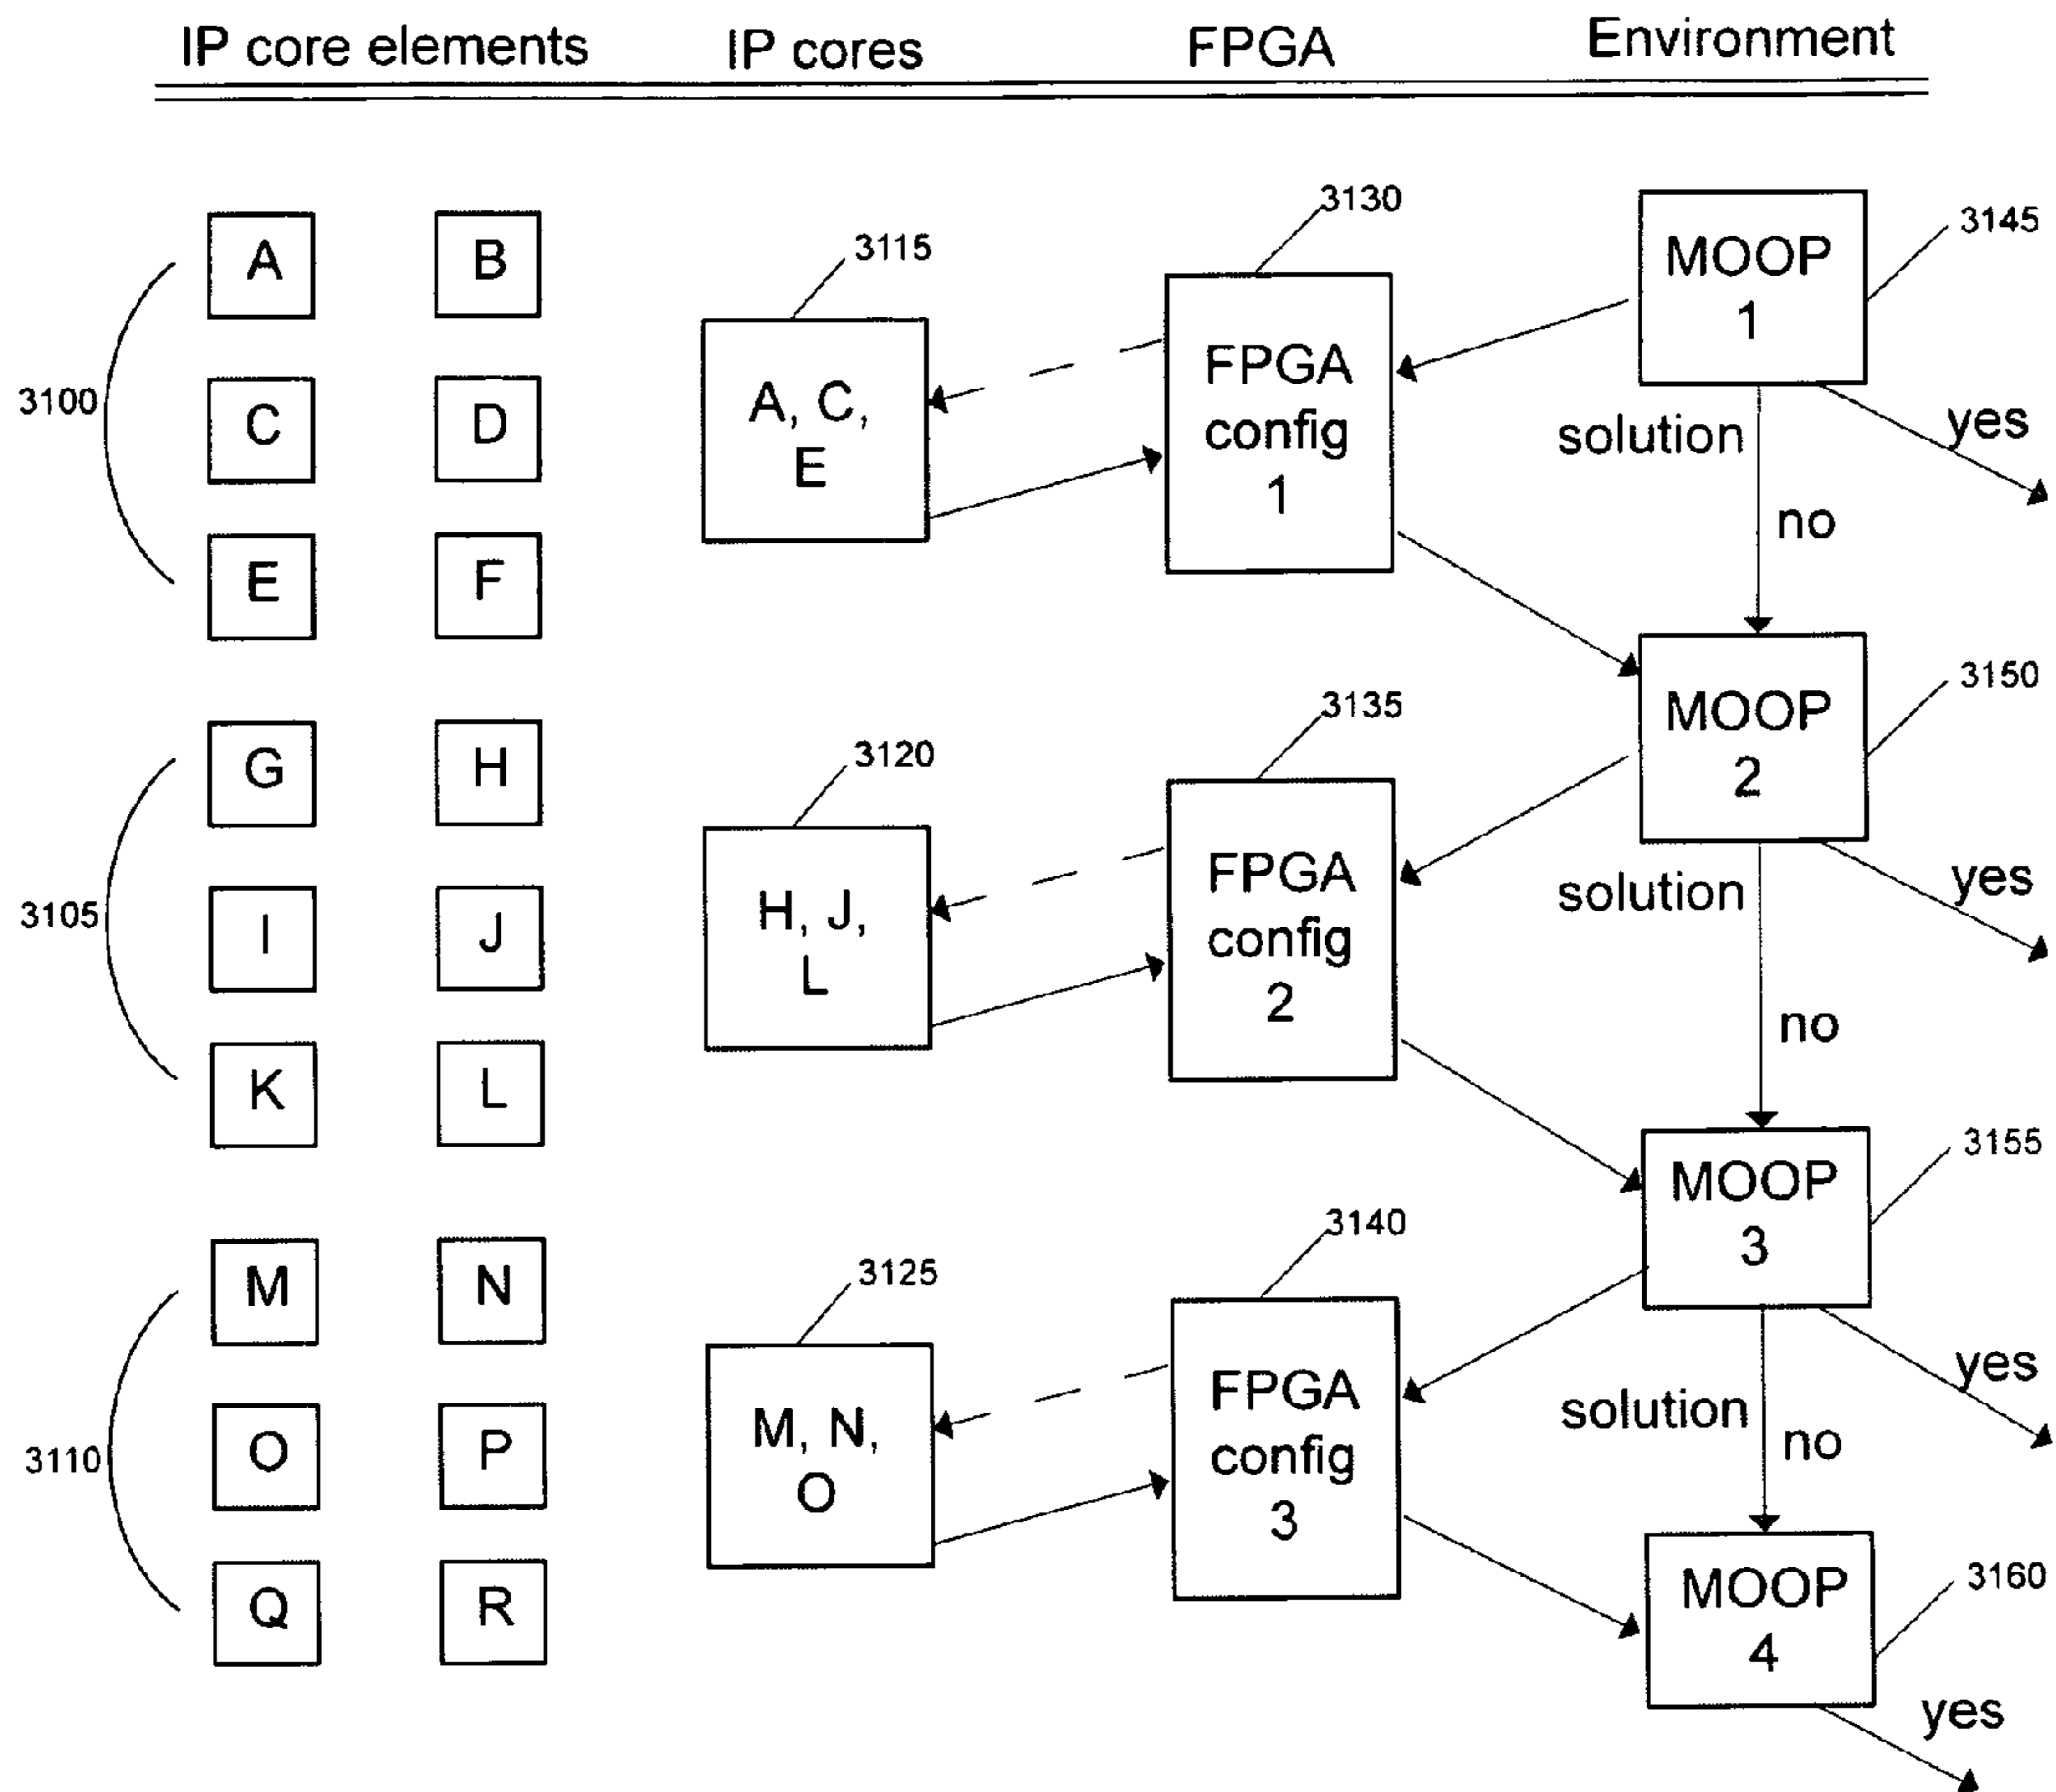 IP core elements
IP cores
FPGA
Environment
3100
A
B
C
D
E
F
3115
A, C,
E
3130
FPGA
config
1
3145
MOOP
1
solution
yes
no
3105
G
H
I
J
K
L
3120
H, J,
L
3135
FPGA
config
2
3150
MOOP
2
solution
yes
no
3110
M
N
O
P
Q
R
3125
M, N,
O
3140
FPGA
config
3
3155
MOOP
3
solution
yes
no
3160
MOOP
4
yes